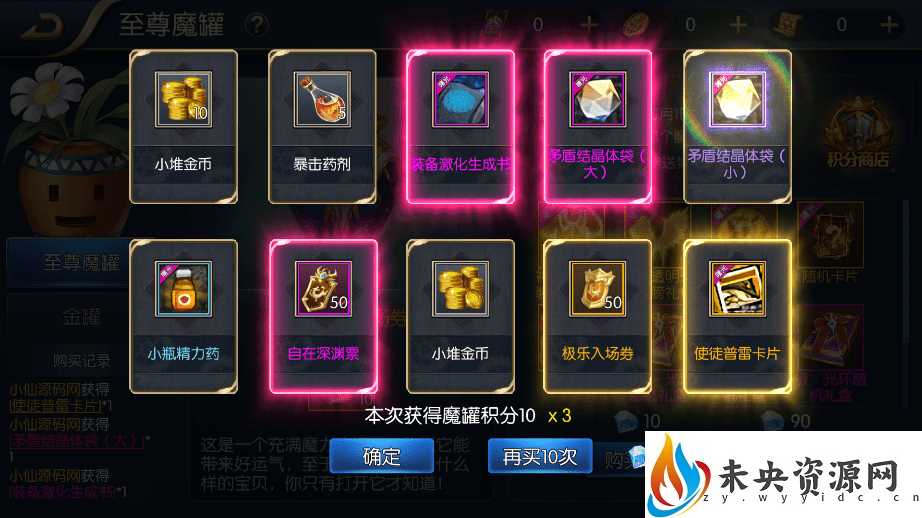 至尊魔罐 ?
0 + 0 + 0 +
10
小堆金币
5
暴击药剂
装备激化生成书
矛盾结晶体袋（大）
矛盾结晶体袋（小）
积分商店
小瓶精力药
50
自在深渊票
小堆金币
50
极乐入场券
使徒普雷卡片
随机卡片
至尊魔罐
金罐
购买记录
小仙源码网获得
[使徒普雷卡片]*1
小仙源码网获得
[矛盾结晶体袋（大）]*
1
小仙源码网获得
[装备激化生成书]*1
本次获得魔罐积分10 x 3
10
90
确定
再买10次
这是一个充满魔
能
带来好运气，至
什么
样的宝贝，你只有打开它才知道！
未央资源网
zy.wyyidc.cn